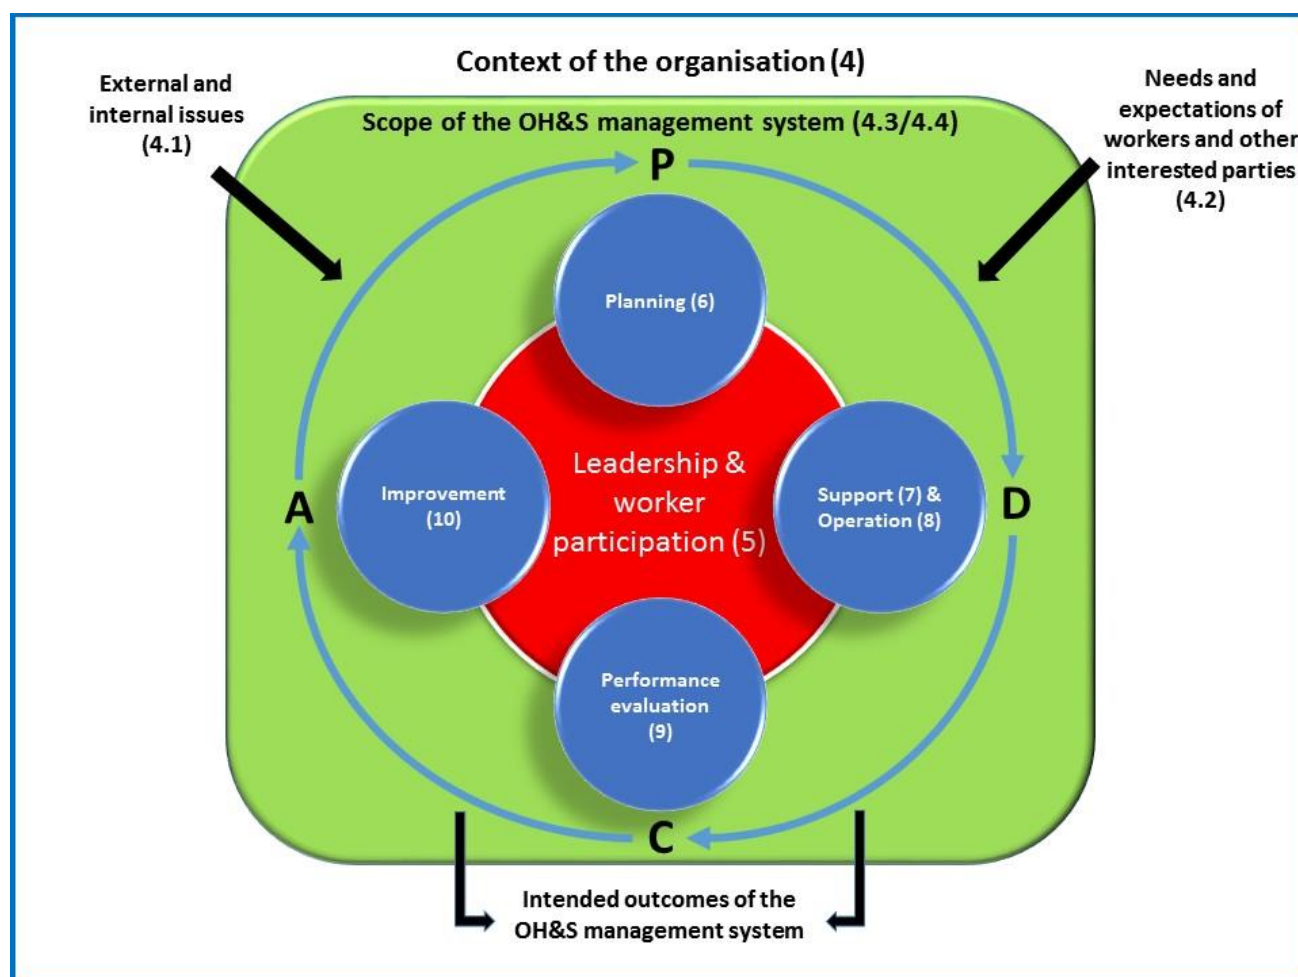 Context of the organisation (4)
External and
internal issues
(4.1)
Needs and
expectations of
workers and other
interested parties
(4.2)
Scope of the OH&S management system (4.3/4.4)
P
Planning (6)
Leadership &
worker
participation (5)
A
Improvement
(10)
Support (7) &
Operation (8)
D
Performance
evaluation
(9)
C
Intended outcomes of the
OH&S management system